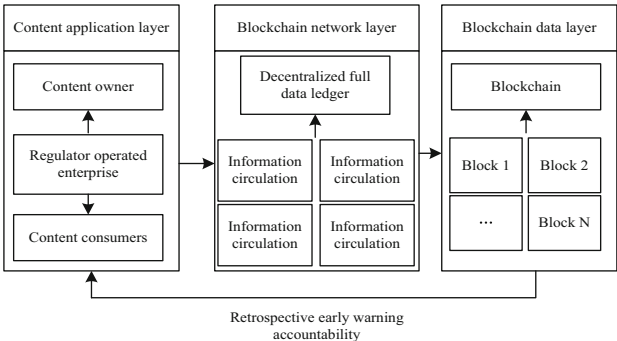 Content application layer
Content owner
Regulator operated
enterprise
Content consumers
Blockchain network layer
Decentralized full
data ledger
Information
circulation
Information
circulation
Information
circulation
Information
circulation
Blockchain data layer
Blockchain
Block 1
Block 2
...
Block N
Retrospective early warning
accountability